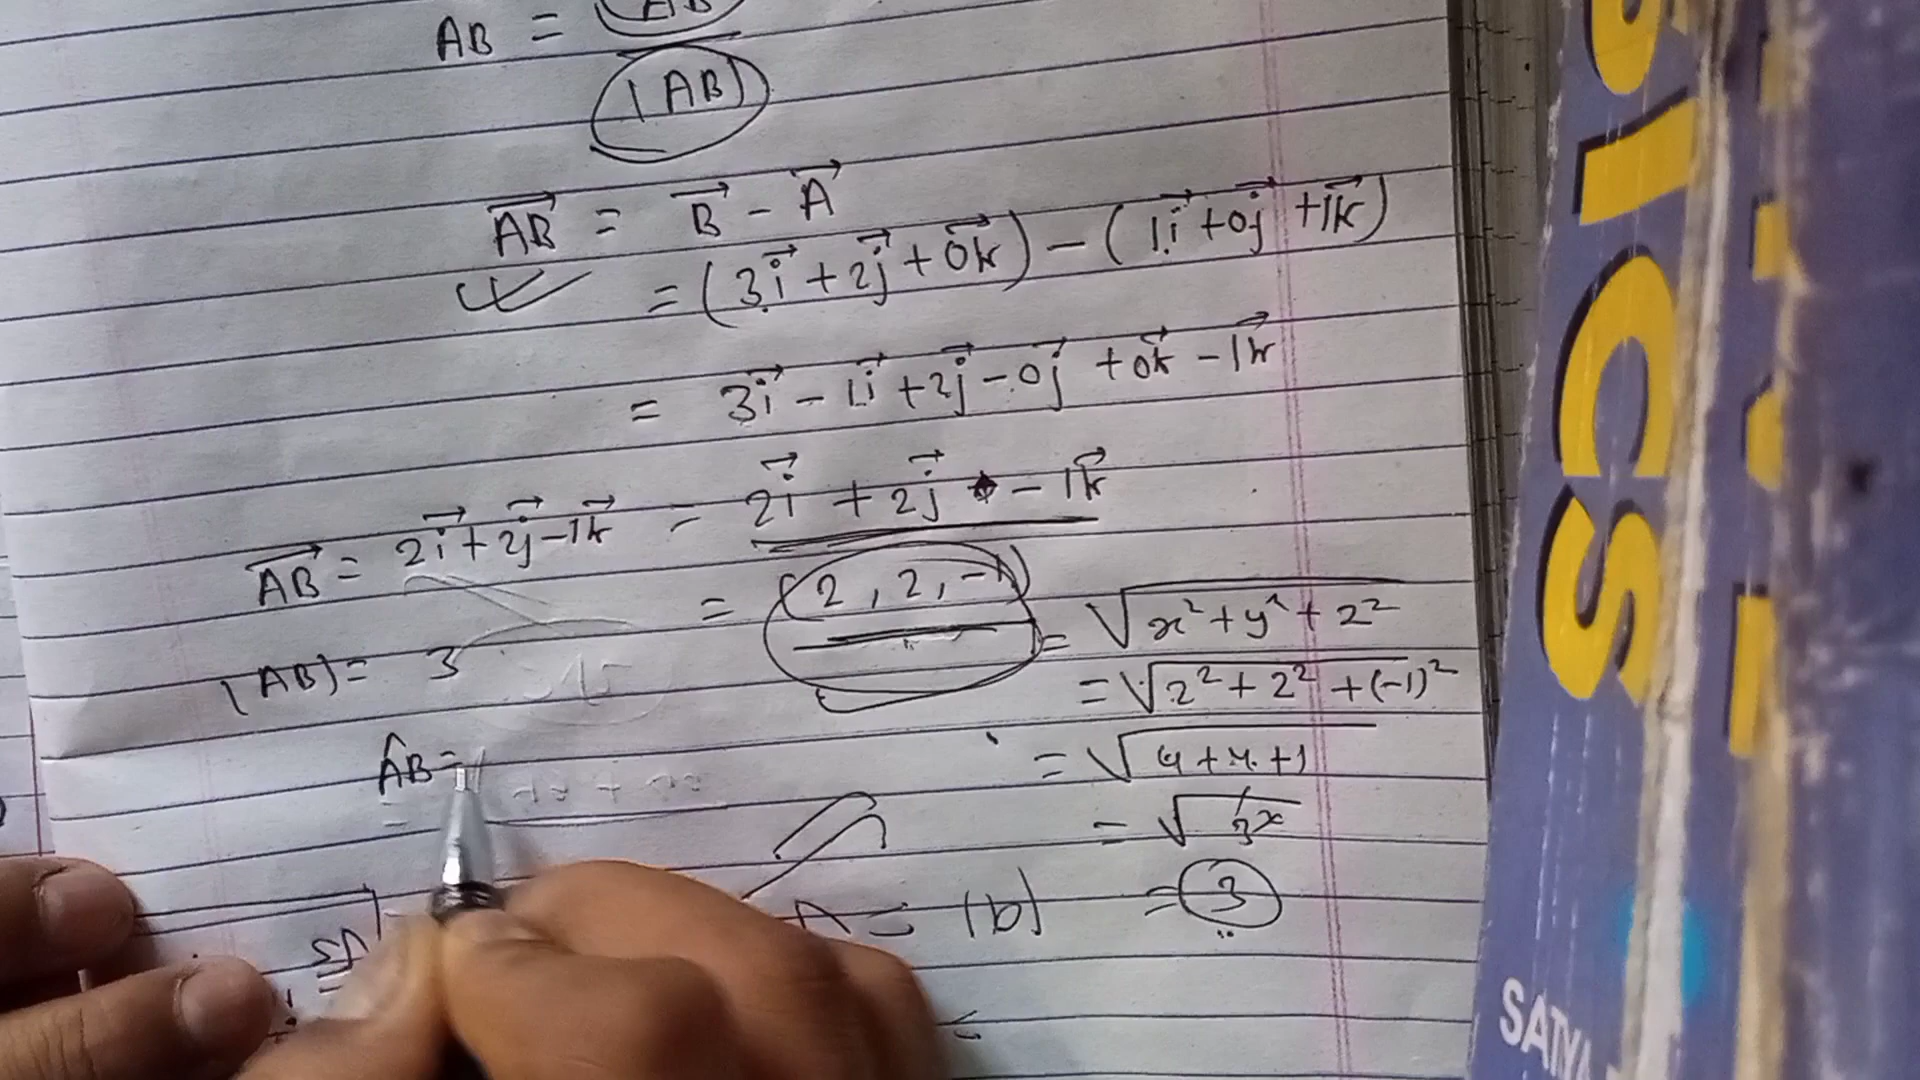 AB = AB / |AB|
AB = B - A
= (3i + 2j + 0k) - (1i + 0j + 1k)
= 3i - 1i + 2j - 0j + 0k - 1k
AB = 2i + 2j - 1k = 2i + 2j - 1k
= (2, 2, -1) = √x² + y² + z²
|AB| = 3
= √2² + 2² + (-1)²
AB =
= √4 + 4 + 1
= (b)
= 3
SICS
SATYA